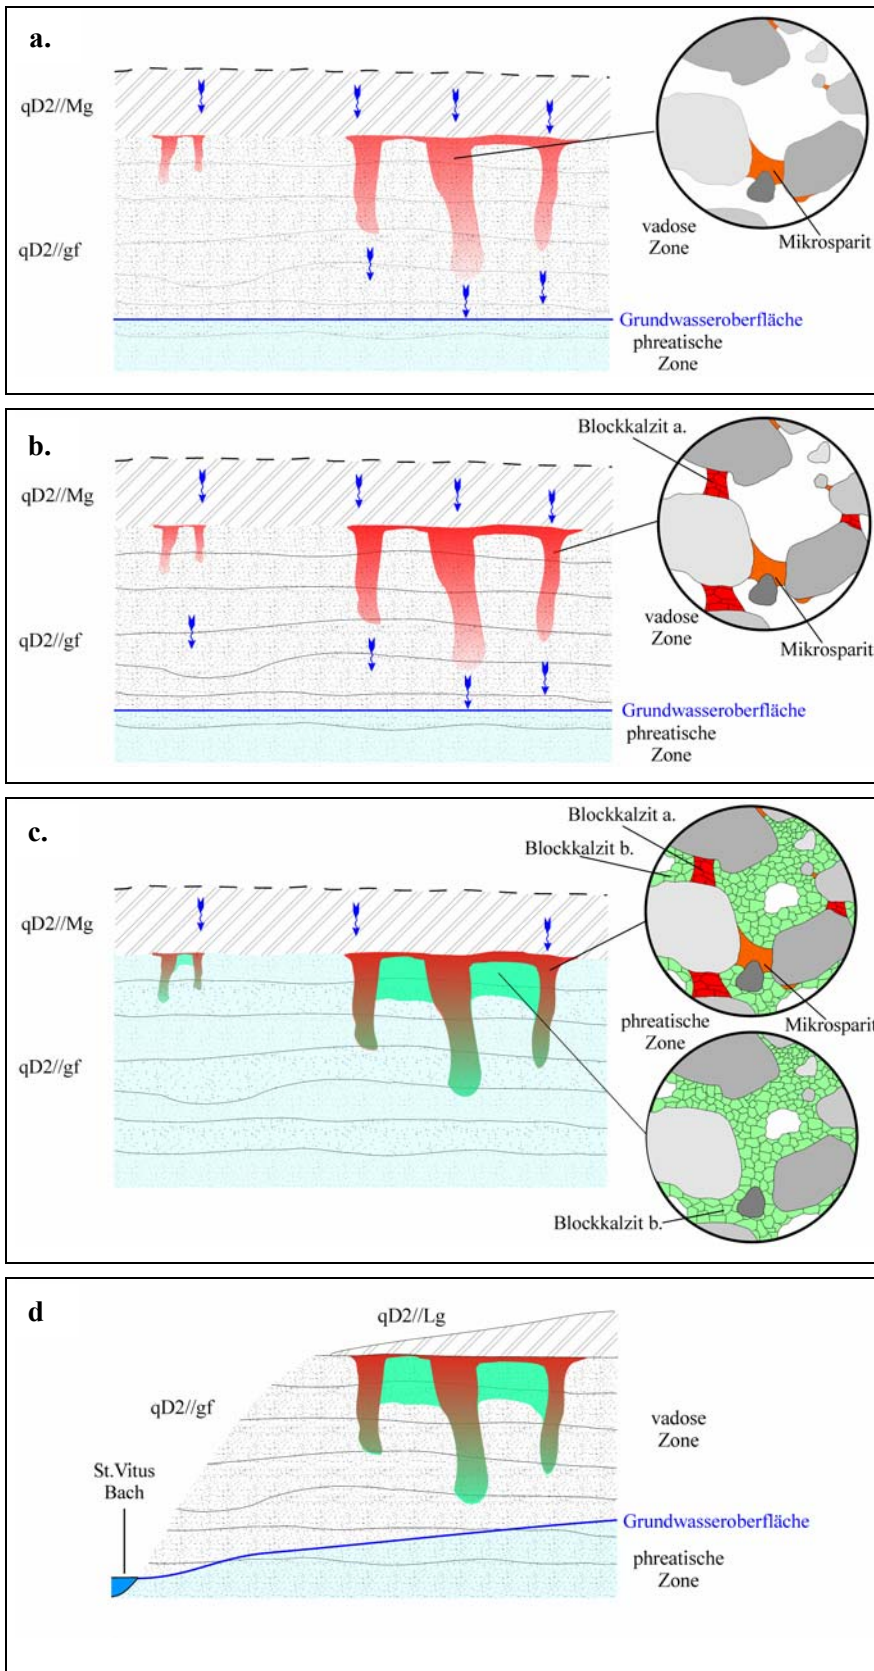 a.
qD2//Mg
qD2//gf
vadose
Zone
Mikrosparit
Grundwasseroberfläche
phreatische
Zone
b.
Blockkalzit a.
qD2//Mg
qD2//gf
vadose
Zone
Mikrosparit
Grundwasseroberfläche
phreatische
Zone
c.
Blockkalzit a.
Blockkalzit b.
qD2//Mg
qD2//gf
phreatische
Zone
Mikrosparit
Blockkalzit b.
d
qD2//Lg
qD2//gf
vadose
Zone
St.Vitus
Bach
Grundwasseroberfläche
phreatische
Zone